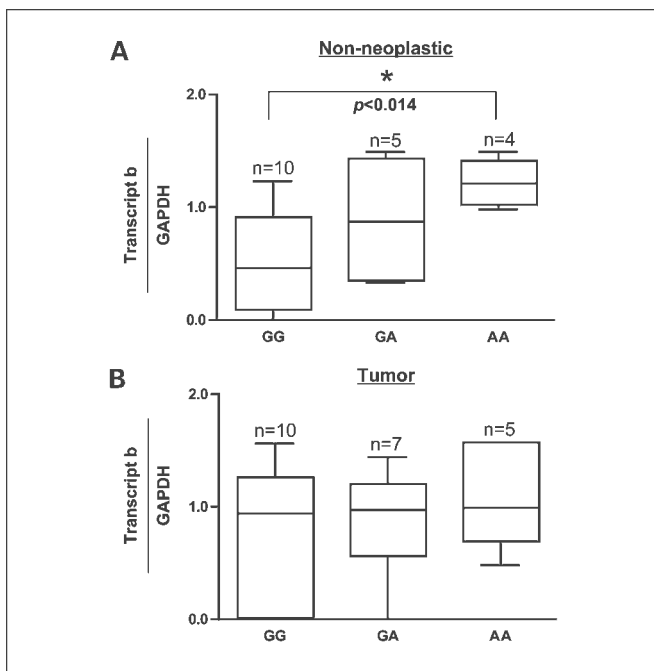 A
Non-neoplastic
*
p<0.014
2.0
n=10
n=5
n=4
Transcript b
GAPDH
1.0
0.0
GG
GA
AA
B
Tumor
2.0
n=10
n=7
n=5
Transcript b
GAPDH
1.0
0.0
GG
GA
AA